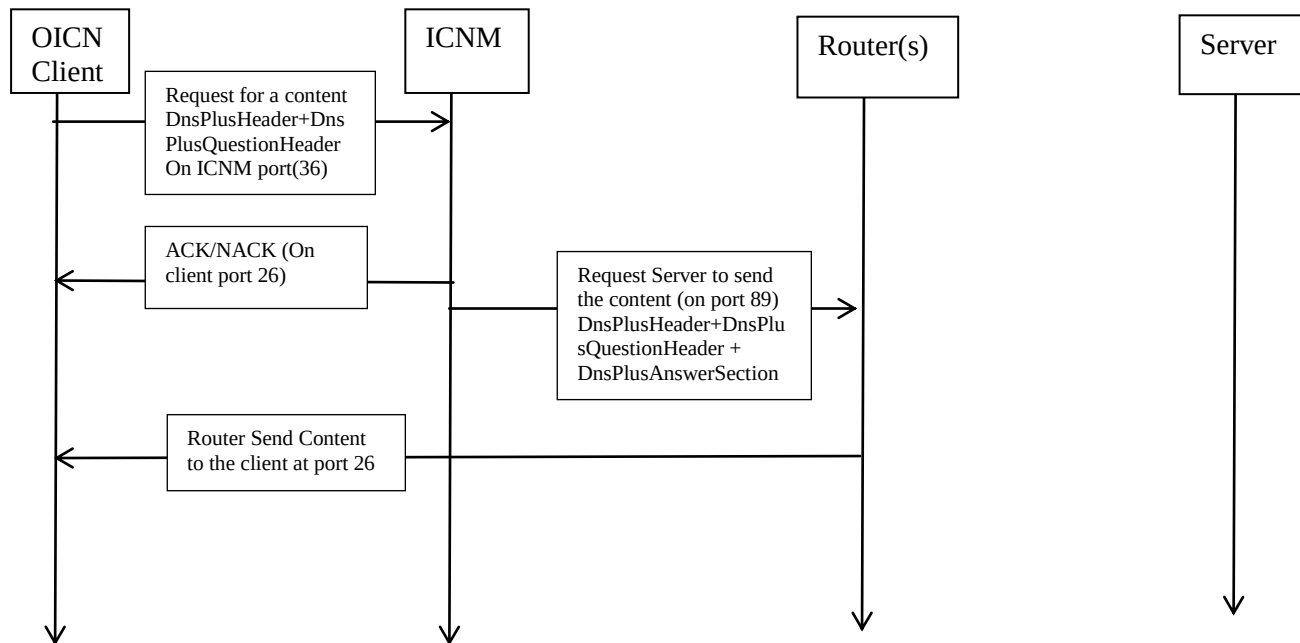 OICN
Client
ICNM
Router(s)
Server
Request for a content
DnsPlusHeader+Dns
PlusQuestionHeader
On ICNM port(36)
ACK/NACK (On
client port 26)
Request Server to send
the content (on port 89)
DnsPlusHeader+DnsPlu
sQuestionHeader +
DnsPlusAnswerSection
Router Send Content
to the client at port 26